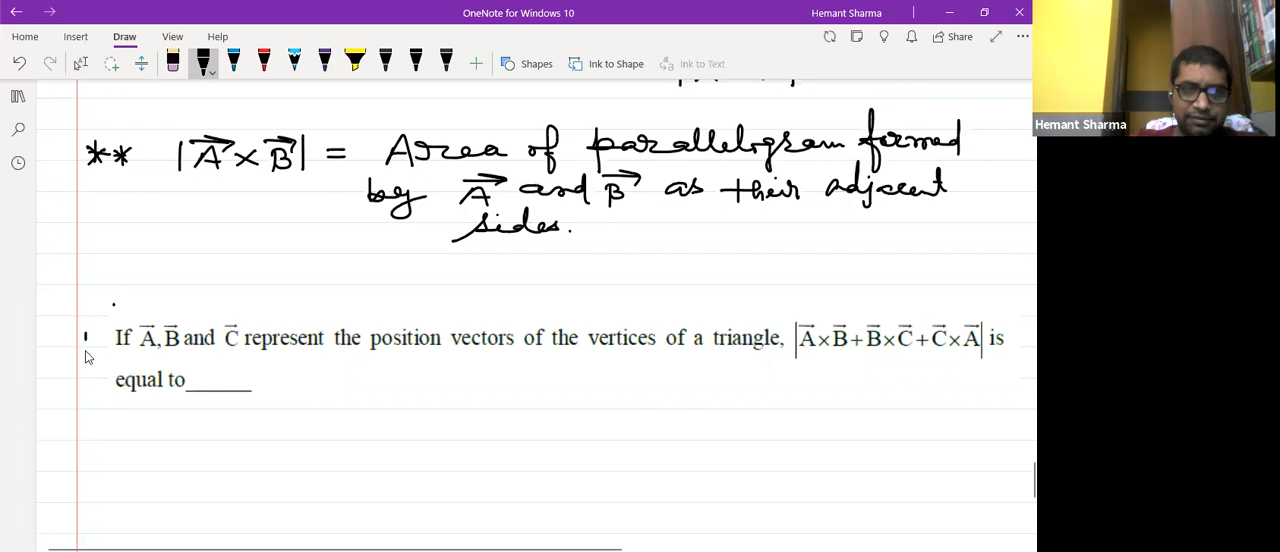 OneNote for Windows 10
Hemant Sharma
Home Insert Draw View Help
Share
Shapes Ink to Shape Ink to Text
** |A⃗ × B⃗| = Area of parallelogram formed
by A⃗ and B⃗ as their adjacent
sides.
If A⃗, B⃗ and C⃗ represent the position vectors of the vertices of a triangle, |A⃗×B⃗+B⃗×C⃗+C⃗×A⃗| is
equal to______
Hemant Sharma